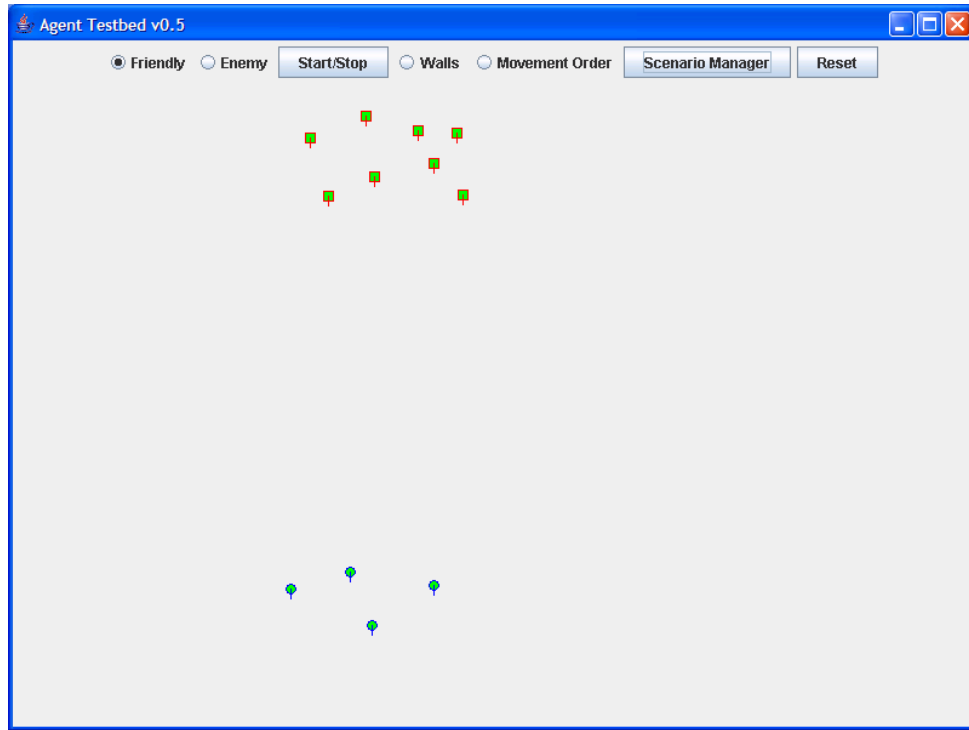 Agent Testbed v0.5
Friendly Enemy Start/Stop Walls Movement Order Scenario Manager Reset